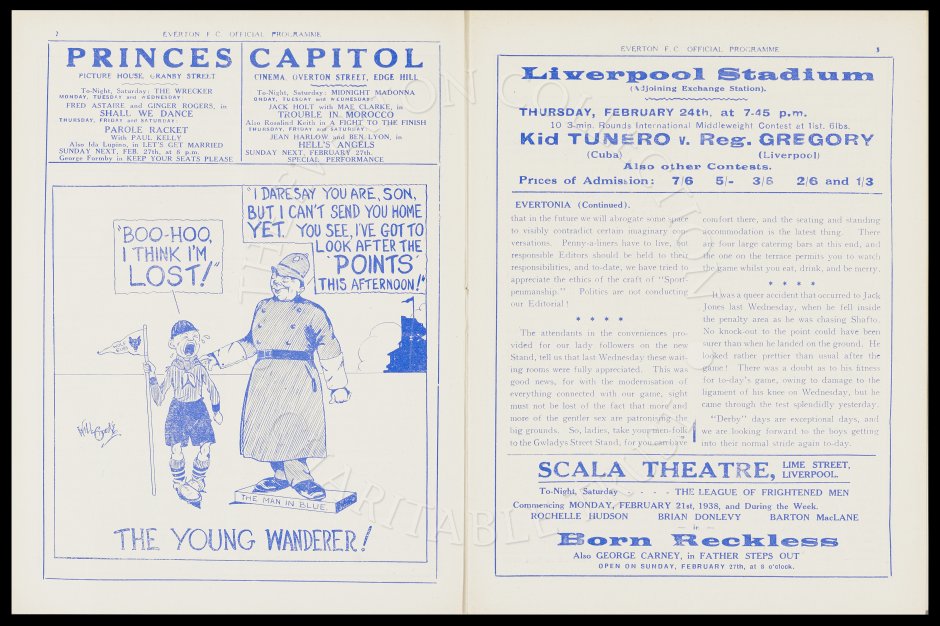 2
EVERTON F.C. OFFICIAL PROGRAMME
PRINCES
PICTURE HOUSE, GRANBY STREET
To-Night, Saturday: THE WRECKER
MONDAY, TUESDAY and WEDNESDAY
FRED ASTAIRE and GINGER ROGERS, in
SHALL WE DANCE
THURSDAY, FRIDAY and SATURDAY
PAROLE RACKET
With PAUL KELLY
Also Ida Lupino, in LET'S GET MARRIED
SUNDAY NEXT, FEB. 27th, at 8 p.m.
George Formby in KEEP YOUR SEATS PLEASE
CAPITOL
CINEMA, OVERTON STREET, EDGE HILL
To-Night, Saturday: MIDNIGHT MADONNA
ONDAY, TUESDAY and WEDNESDAY:
JACK HOLT with MAE CLARKE, in
TROUBLE IN MOROCCO
Also Rosalind Keith in A FIGHT TO THE FINISH
THURSDAY, FRIDAY and SATURDAY:
JEAN HARLOW and BEN LYON, in
HELL'S ANGELS
SUNDAY NEXT, FEBRUARY 27th.
SPECIAL PERFORMANCE
"BOO-HOO,
I THINK I'M
LOST!"
"I DARESAY YOU ARE, SON,
BUT I CAN'T SEND YOU HOME
YET. YOU SEE, I'VE GOT TO
LOOK AFTER THE
'POINTS'
THIS AFTERNOON!"
THE MAN IN BLUE.
THE YOUNG WANDERER!
EVERTON F.C. OFFICIAL PROGRAMME
Liverpool Stadium
(Adjoining Exchange Station).
THURSDAY, FEBRUARY 24th, at 7-45 p.m.
10 3-min. Rounds International Middleweight Contest at 11st. 6lbs.
Kid TUNERO v. Reg. GREGORY
(Cuba) (Liverpool)
Also other Contests.
Prices of Admission: 7/6 5/- 3/6 2/6 and 1/3
EVERTONIA (Continued).
that in the future we will abrogate some space
to visibly contradict certain imaginary con-
versations. Penny-a-liners have to live, but
responsible Editors should be held to their
responsibilities, and to-date, we have tried to
appreciate the ethics of the craft of "Sport-
penmanship." Politics are not conducting
our Editorial!
* * * *
The attendants in the conveniences pro-
vided for our lady followers on the new
Stand, tell us that last Wednesday these wait-
ing rooms were fully appreciated. This was
good news, for with the modernisation of
everything connected with our game, sight
must not be lost of the fact that more and
more of the gentler sex are patronising the
big grounds. So, ladies, take your men-folk
to the Gwladys Street Stand, for you can have
comfort there, and the seating and standing
accommodation is the latest thing. There
are four large catering bars at this end, and
the one on the terrace permits you to watch
the game whilst you eat, drink, and be merry.
* * * *
It was a queer accident that occurred to Jack
Jones last Wednesday, when he fell inside
the penalty area as he was chasing Shafto.
No knock-out to the point could have been
surer than when he landed on the ground. He
looked rather prettier than usual after the
game! There was a doubt as to his fitness
for to-day's game, owing to damage to the
ligament of his knee on Wednesday, but he
came through the test splendidly yesterday.
"Derby" days are exceptional days, and
we are looking forward to the boys getting
into their normal stride again to-day.
SCALA THEATRE, LIME STREET, LIVERPOOL.
To-Night, Saturday - - - - THE LEAGUE OF FRIGHTENED MEN
Commencing MONDAY, FEBRUARY 21st, 1938, and During the Week.
ROCHELLE HUDSON BRIAN DONLEVY BARTON MacLANE
in
Born Reckless
Also GEORGE CARNEY, in FATHER STEPS OUT
OPEN ON SUNDAY, FEBRUARY 27th, at 8 o'clock.